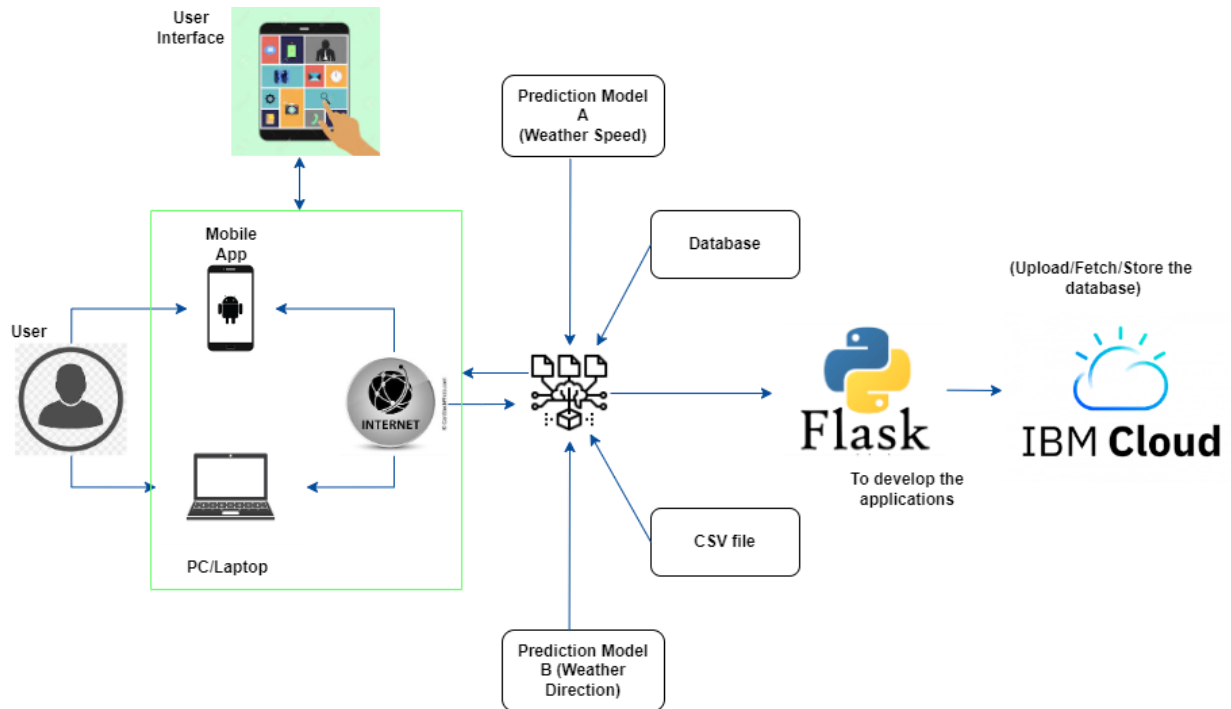 User
Interface
Prediction Model
A
(Weather Speed)
Mobile
App
Database
(Upload/Fetch/Store the
database)
User
INTERNET
Flask
IBM Cloud
To develop the
applications
CSV file
PC/Laptop
Prediction Model
B (Weather
Direction)